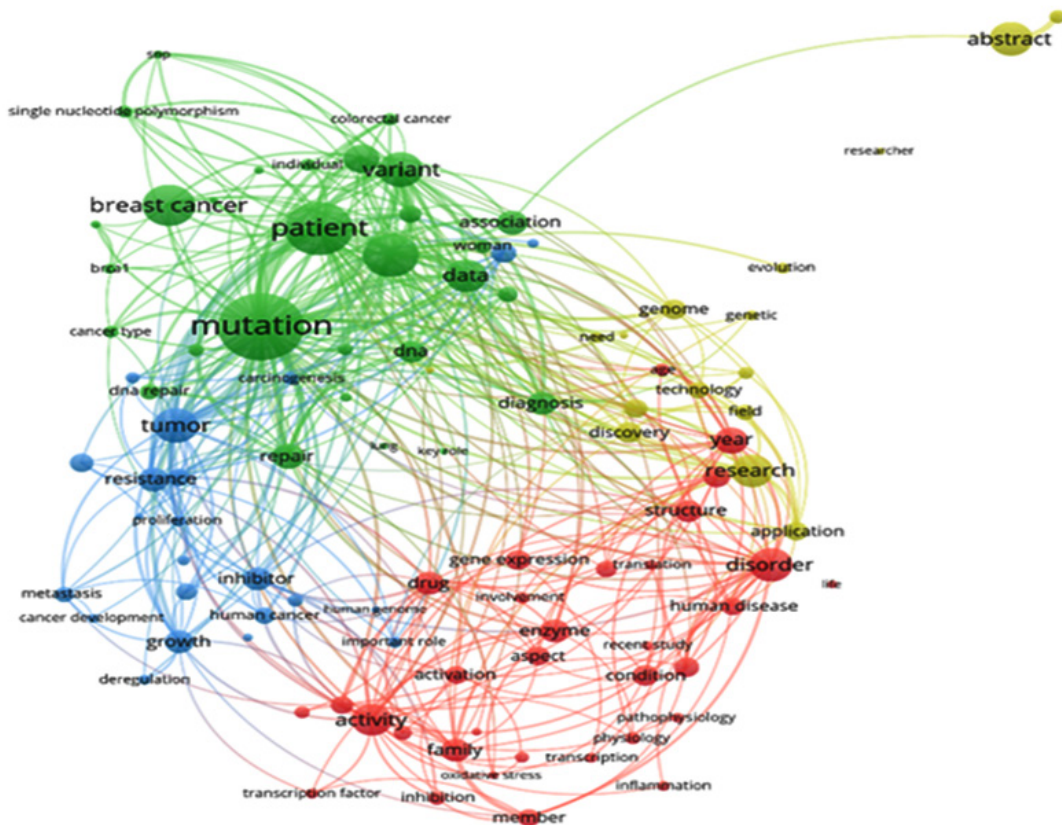 abstract
snp
single nucleotide polymorphism
colorectal cancer
researcher
individual
variant
breast cancer
patient
association
woman
brca1
data
evolution
mutation
genome
genetic
cancer type
need
dna
carcinogenesis
age
dna repair
technology
diagnosis
field
tumor
discovery
year
lung
key role
repair
research
resistance
structure
proliferation
application
gene expression
translation
disorder
inhibitor
drug
life
metastasis
involvement
human disease
cancer development
human cancer
human genome
enzyme
growth
important role
recent study
aspect
deregulation
activation
condition
activity
pathophysiology
physiology
family
transcription
oxidative stress
inflammation
transcription factor
inhibition
member